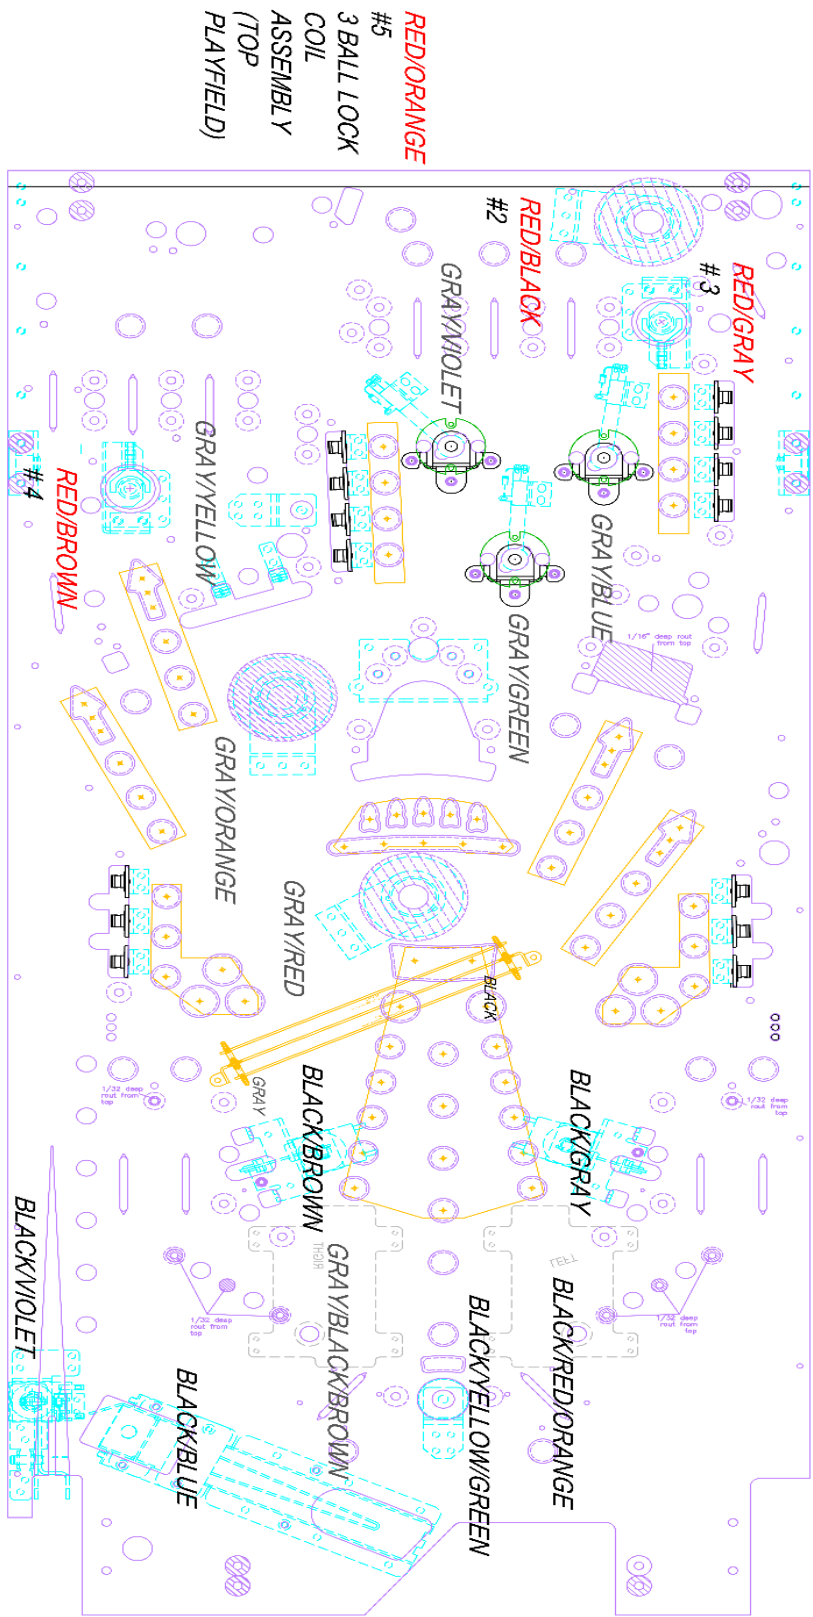 RED/ORANGE
#5
3 BALL LOCK
COIL
ASSEMBLY
(TOP
PLAYFIELD)
RED/BLACK
#2
RED/GRAY
# 3
GRAY/VIOLET
GRAY/YELLOW
RED/BROWN
#4
GRAY/BLUE
GRAY/GREEN
1/16" deep rout
from top
GRAY/ORANGE
GRAY/RED
BLACK
GRAY
1/32 deep
rout from
top
1/32 deep
rout from
top
BLACK/BROWN
BLACK/GRAY
BLACK/VIOLET
RIGHT
LEFT
GRAY/BLACK/BROWN
BLACK/RED/ORANGE
BLACK/YELLOW/GREEN
1/32 deep
rout from
top
1/32 deep
rout from
top
BLACK/BLUE